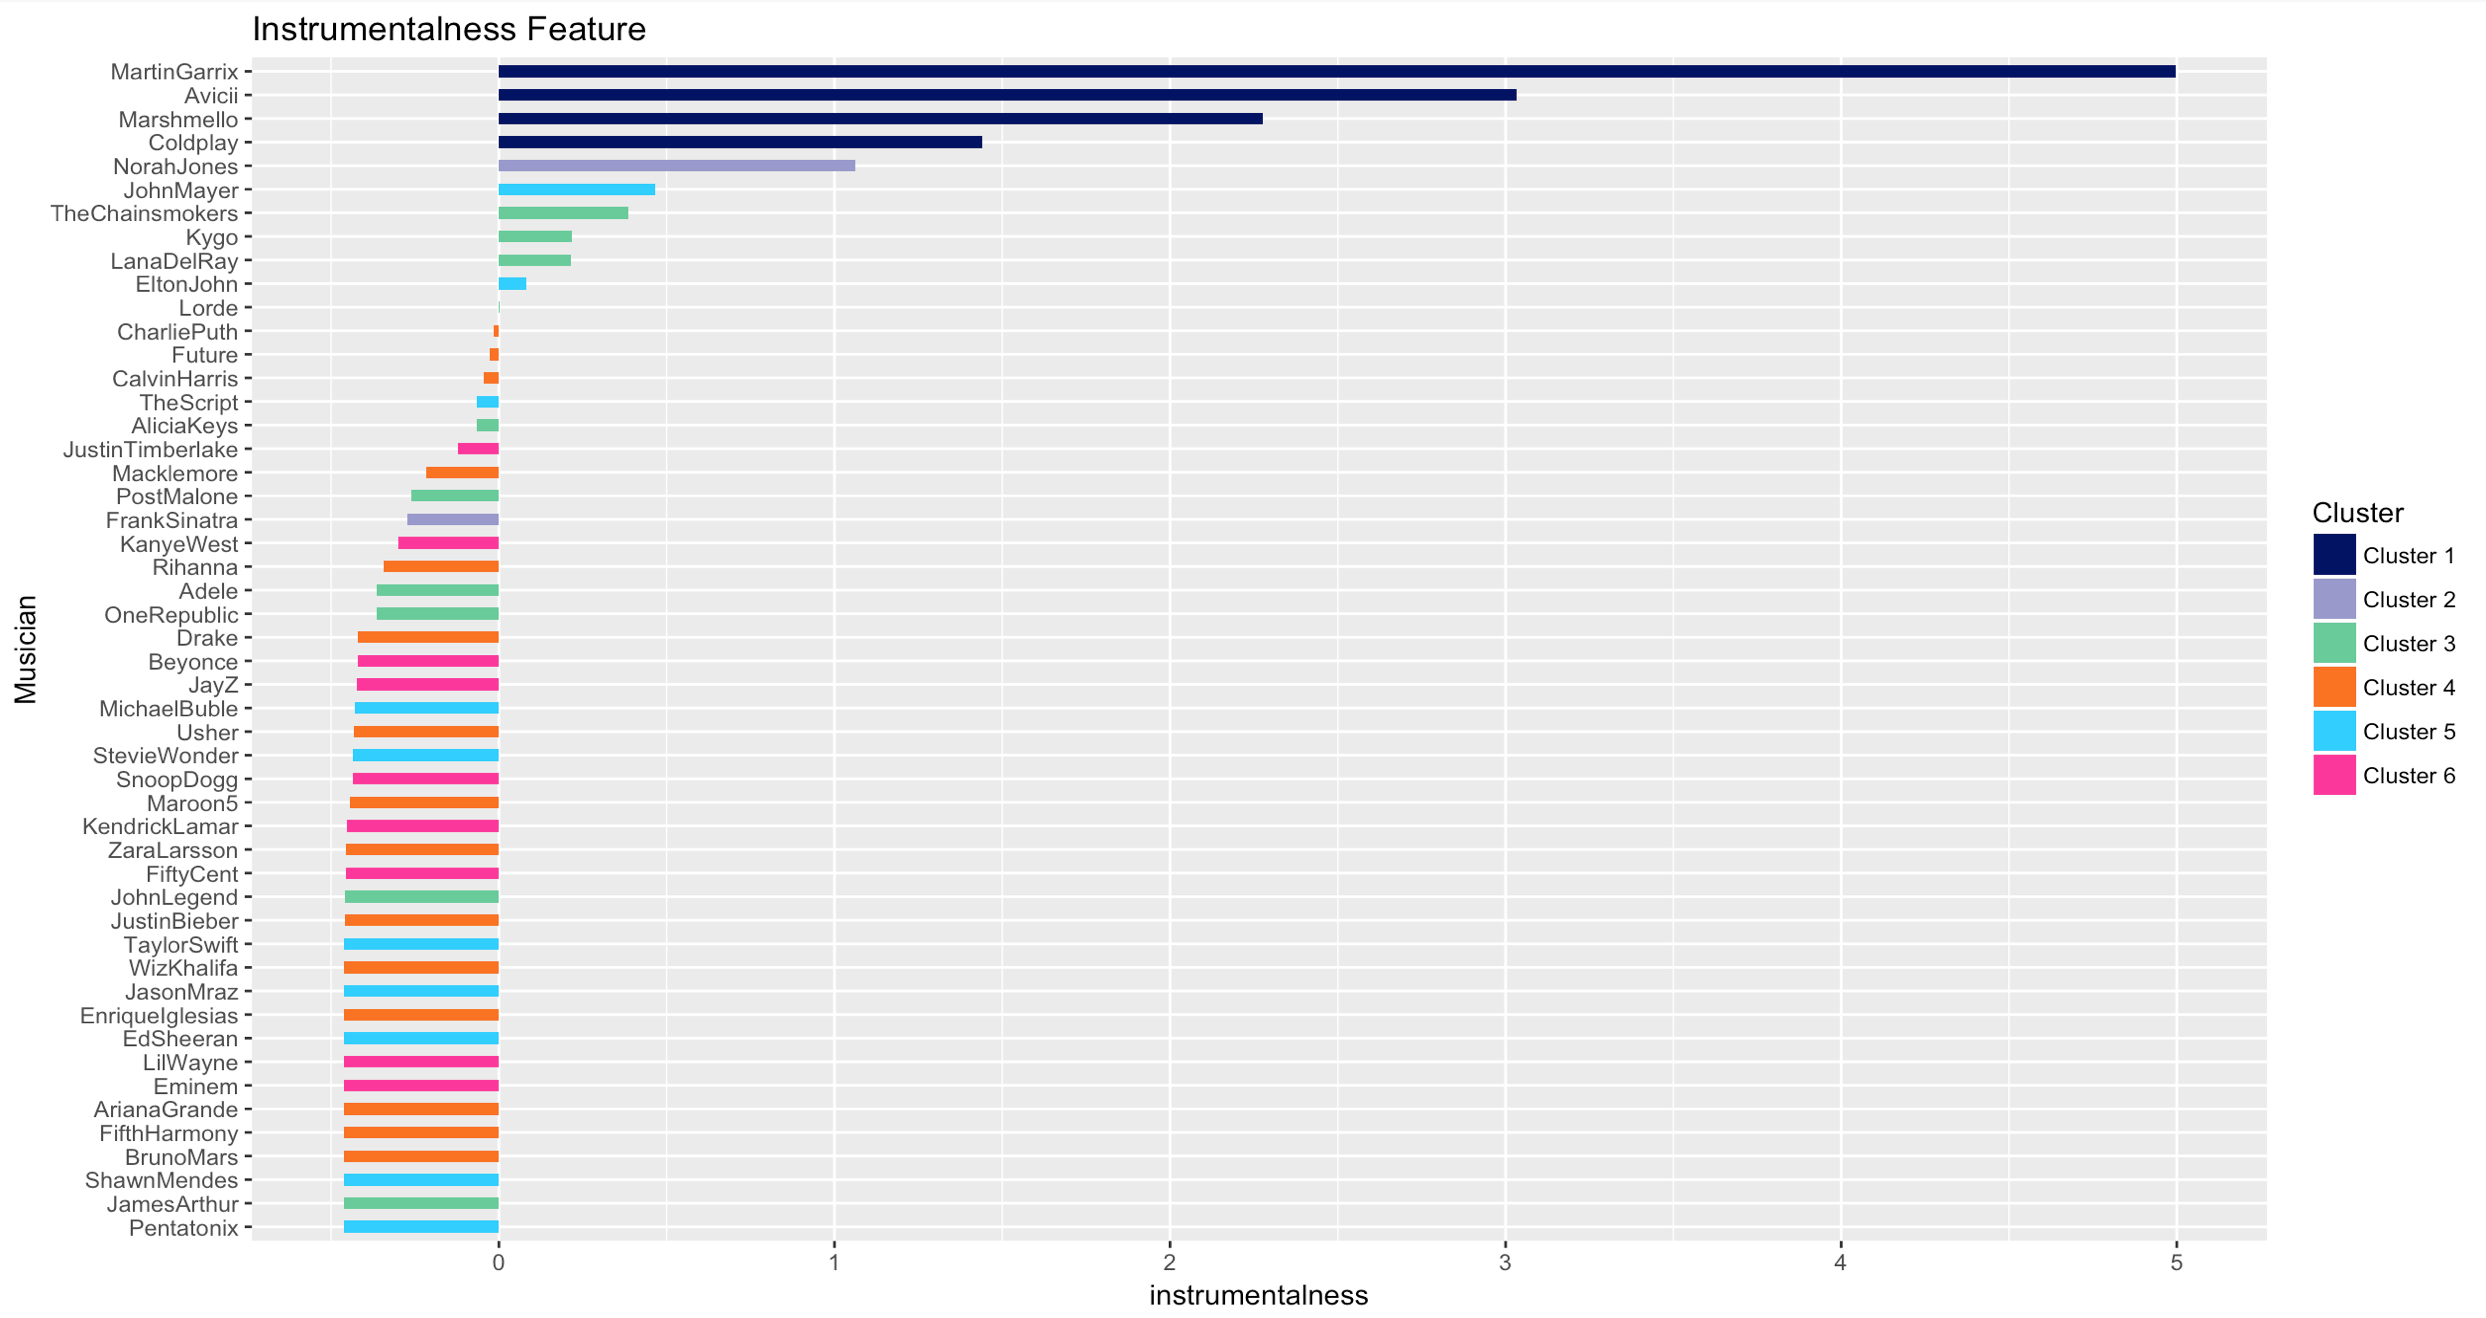 Instrumentalness Feature
MartinGarrix
Avicii
Marshmello
Coldplay
NorahJones
JohnMayer
TheChainsmokers
Kygo
LanaDelRay
EltonJohn
Lorde
CharliePuth
Future
CalvinHarris
TheScript
AliciaKeys
JustinTimberlake
Macklemore
PostMalone
FrankSinatra
KanyeWest
Rihanna
Adele
OneRepublic
Drake
Beyonce
JayZ
MichaelBuble
Usher
StevieWonder
SnoopDogg
Maroon5
KendrickLamar
ZaraLarsson
FiftyCent
JohnLegend
JustinBieber
TaylorSwift
WizKhalifa
JasonMraz
EnriqueIglesias
EdSheeran
LilWayne
Eminem
ArianaGrande
FifthHarmony
BrunoMars
ShawnMendes
JamesArthur
Pentatonix
Musician
0 1 2 3 4 5
instrumentalness
Cluster
Cluster 1
Cluster 2
Cluster 3
Cluster 4
Cluster 5
Cluster 6